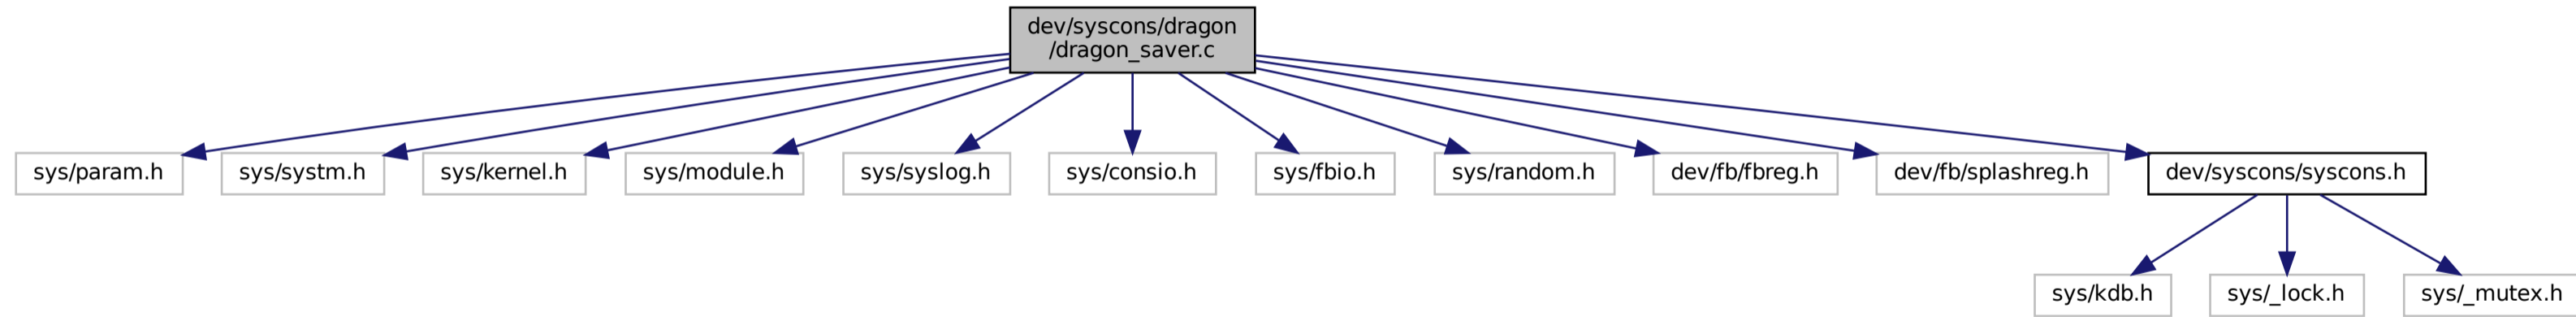 dev/syscons/dragon
/dragon_saver.c
sys/param.h
sys/systm.h
sys/kernel.h
sys/module.h
sys/syslog.h
sys/consio.h
sys/fbio.h
sys/random.h
dev/fb/fbreg.h
dev/fb/splashreg.h
dev/syscons/syscons.h
sys/kdb.h
sys/_lock.h
sys/_mutex.h